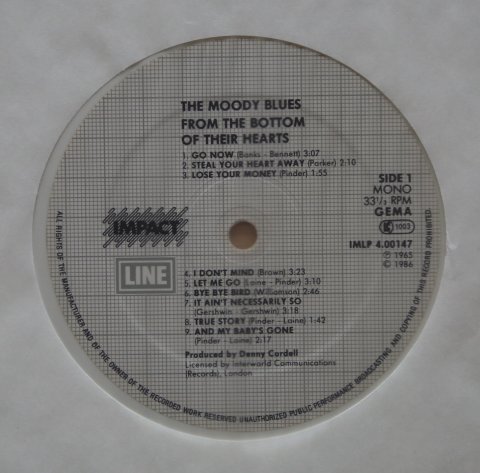 THE MOODY BLUES
FROM THE BOTTOM
OF THEIR HEARTS
1. GO NOW (Banks - Bennett) 3:07
2. STEAL YOUR HEART AWAY (Parker) 2:10
3. LOSE YOUR MONEY (Pinder) 1:55
SIDE 1
MONO
33⅓ RPM
GEMA
LC 1003
IMLP 4.00147
℗ 1965
© 1986
IMPACT
LINE
4. I DON'T MIND (Brown) 3:23
5. LET ME GO (Laine - Pinder) 3:10
6. BYE BYE BIRD (Williamson) 2:46
7. IT AIN'T NECESSARILY SO
(Gershwin - Gershwin) 3:18
8. TRUE STORY (Pinder - Laine) 1:42
9. AND MY BABY'S GONE
(Pinder - Laine) 2:17
Produced by Denny Cordell
Licensed by Interworld Communications
(Records), London
ALL RIGHTS OF THE MANUFACTURER AND OF THE OWNER OF THE RECORDED WORK RESERVED UNAUTHORIZED PUBLIC PERFORMANCE BROADCASTING AND COPYING OF THIS RECORD PROHIBITED.